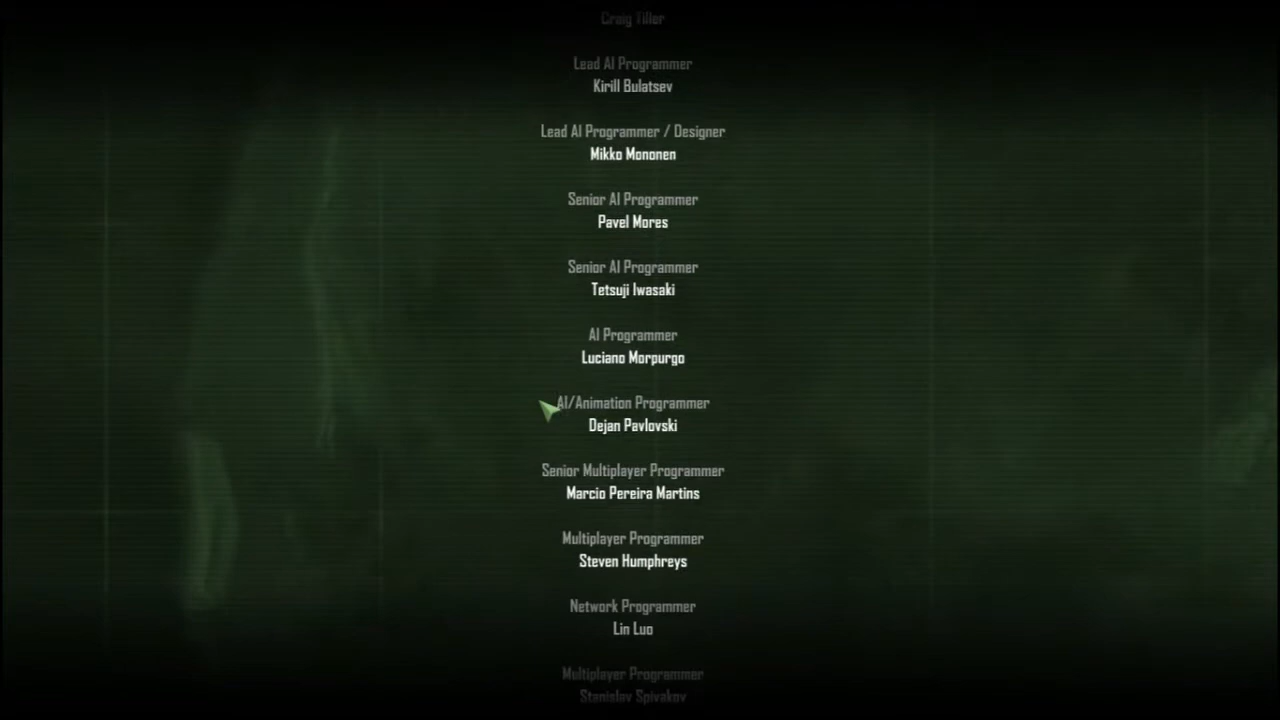 Craig Tiller
Lead AI Programmer
Kirill Bulatsev
Lead AI Programmer / Designer
Mikko Mononen
Senior AI Programmer
Pavel Mores
Senior AI Programmer
Tetsuji Iwasaki
AI Programmer
Luciano Morpurgo
AI/Animation Programmer
Dejan Pavlovski
Senior Multiplayer Programmer
Marcio Pereira Martins
Multiplayer Programmer
Steven Humphreys
Network Programmer
Lin Luo
Multiplayer Programmer
Stanislav Spivakov